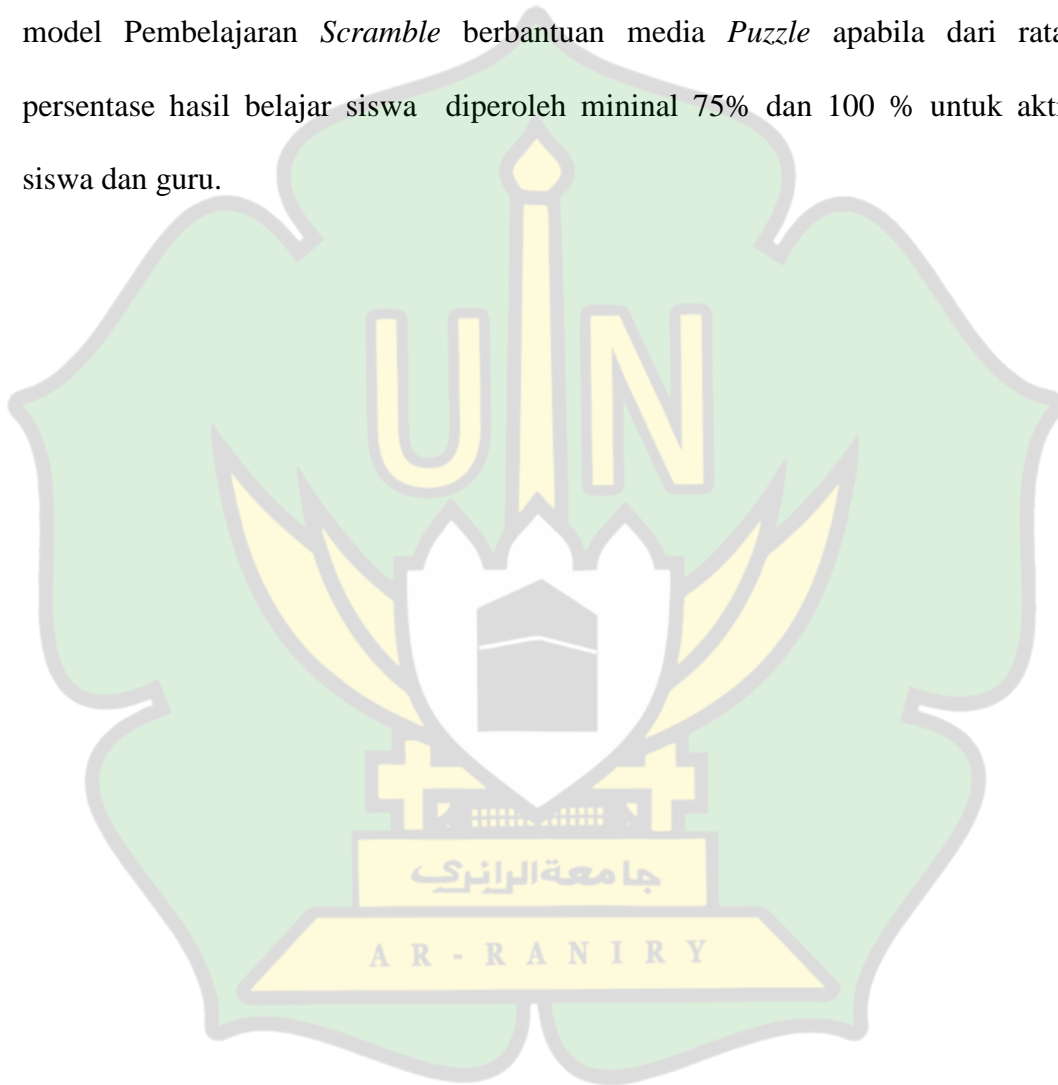 model Pembelajaran Scramble berbantuan media Puzzle apabila dari rata
persentase hasil belajar siswa diperoleh mininal 75% dan 100 % untuk akt
siswa dan guru.
UIN
جامعةالرانري
AR-RANIRY